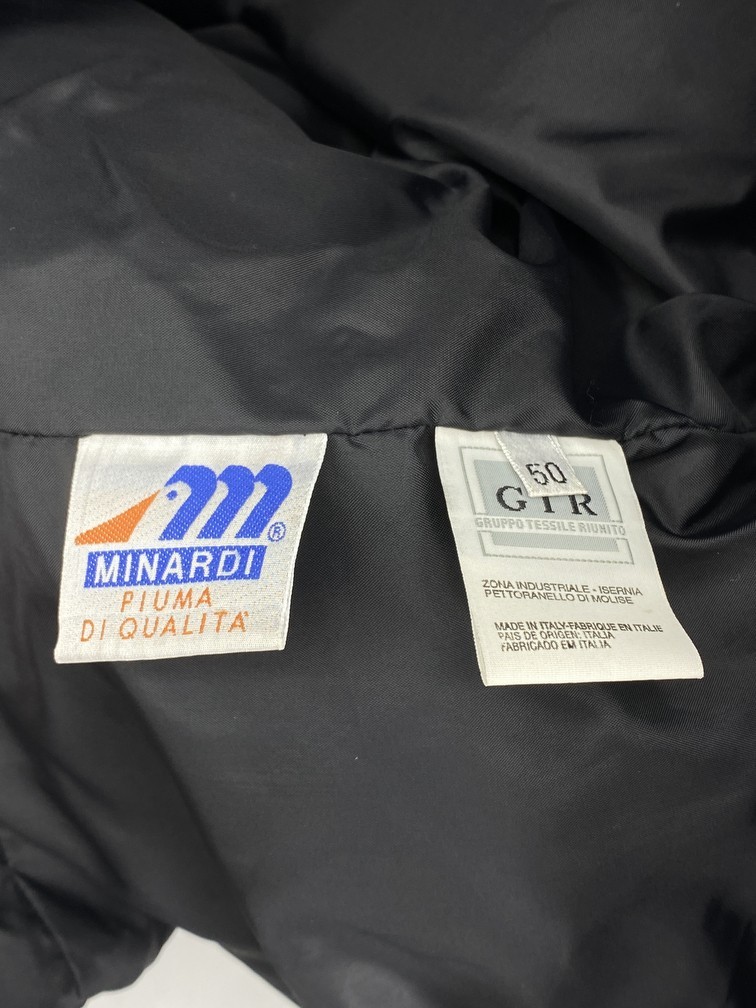 ®
MINARDI
PIUMA
DI QUALITA'
50
GTR
GRUPPO TESSILE RIUNITO
ZONA INDUSTRIALE - ISERNIA
PETTORANELLO DI MOLISE
MADE IN ITALY-FABRIQUE EN ITALIE
PAIS DE ORIGEN: ITALIA
FABRICADO EM ITALIA